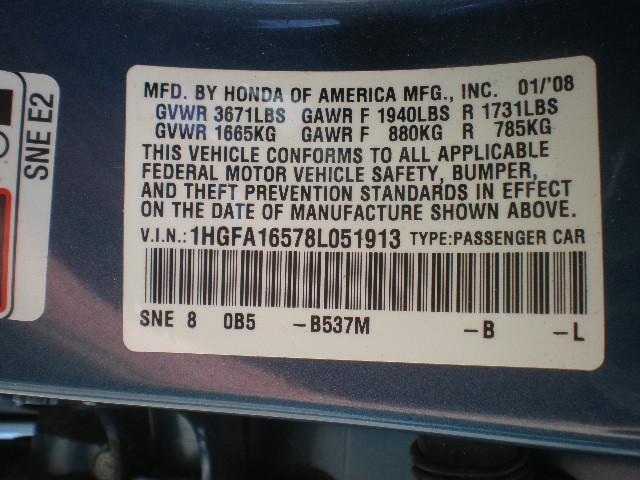 MFD. BY HONDA OF AMERICA MFG., INC. 01/'08
GVWR 3671LBS GAWR F 1940LBS R 1731LBS
GVWR 1665KG GAWR F 880KG R 785KG
THIS VEHICLE CONFORMS TO ALL APPLICABLE
FEDERAL MOTOR VEHICLE SAFETY, BUMPER,
AND THEFT PREVENTION STANDARDS IN EFFECT
ON THE DATE OF MANUFACTURE SHOWN ABOVE.
V.I.N.:1HGFA16578L051913 TYPE:PASSENGER CAR
SNE 8 0B5 -B537M -B -L
SNE E2